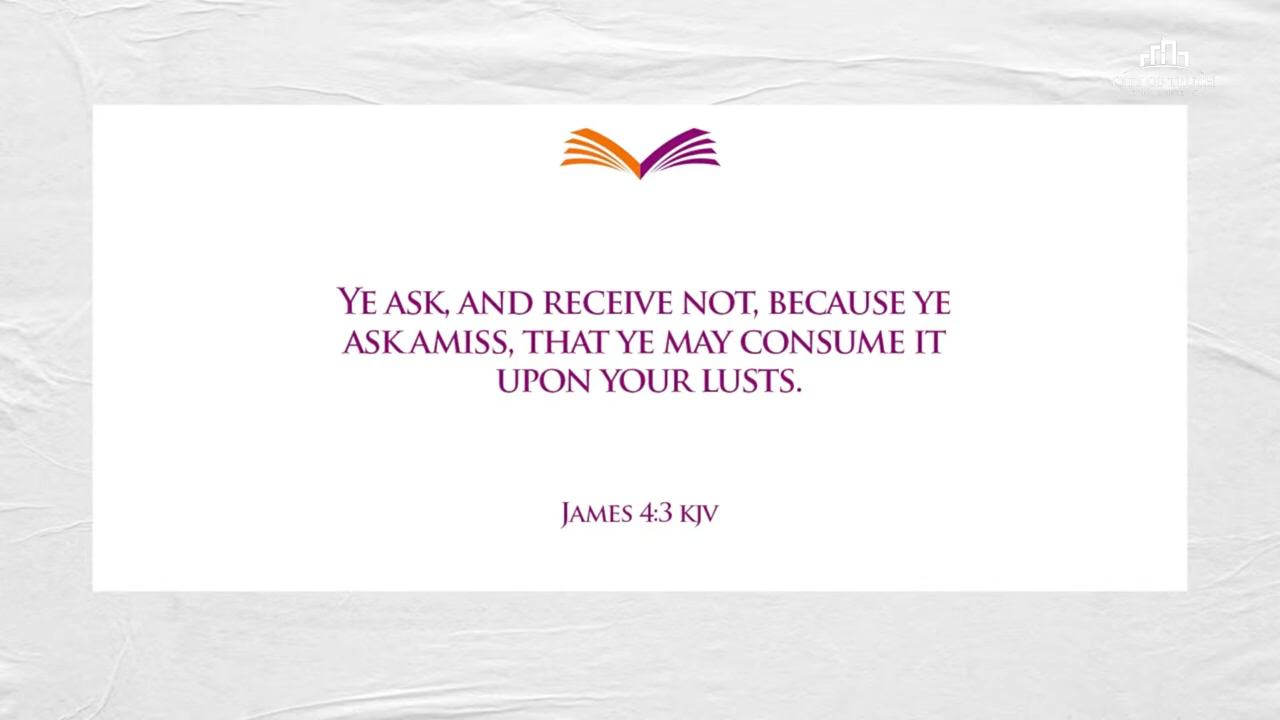 YE ASK, AND RECEIVE NOT, BECAUSE YE
ASK AMISS, THAT YE MAY CONSUME IT
UPON YOUR LUSTS.
JAMES 4:3 KJV